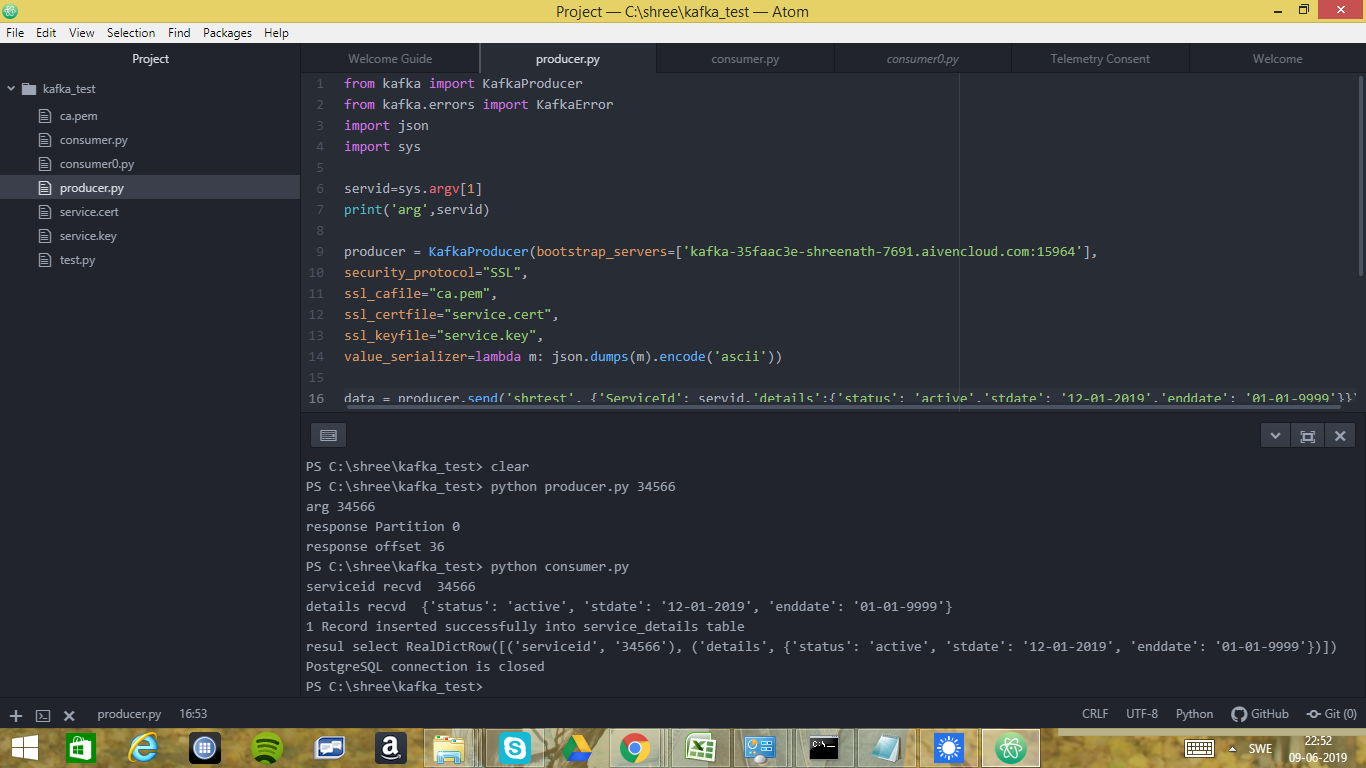 Project — C:\shree\kafka_test — Atom
File Edit View Selection Find Packages Help
Project
Welcome Guide producer.py consumer.py consumer0.py Telemetry Consent Welcome
kafka_test
ca.pem
consumer.py
consumer0.py
producer.py
service.cert
service.key
test.py
1 from kafka import KafkaProducer
2 from kafka.errors import KafkaError
3 import json
4 import sys
5
6 servid=sys.argv[1]
7 print('arg',servid)
8
9 producer = KafkaProducer(bootstrap_servers=['kafka-35faac3e-shreenath-7691.aivencloud.com:15964'],
10 security_protocol="SSL",
11 ssl_cafile="ca.pem",
12 ssl_certfile="service.cert",
13 ssl_keyfile="service.key",
14 value_serializer=lambda m: json.dumps(m).encode('ascii'))
15
16 data = producer.send('shrtest', {'ServiceId': servid,'details':{'status': 'active','stdate': '12-01-2019','enddate': '01-01-9999'}}
PS C:\shree\kafka_test> clear
PS C:\shree\kafka_test> python producer.py 34566
arg 34566
response Partition 0
response offset 36
PS C:\shree\kafka_test> python consumer.py
serviceid recvd  34566
details recvd  {'status': 'active', 'stdate': '12-01-2019', 'enddate': '01-01-9999'}
1 Record inserted successfully into service_details table
resul select RealDictRow([('serviceid', '34566'), ('details', {'status': 'active', 'stdate': '12-01-2019', 'enddate': '01-01-9999'})])
PostgreSQL connection is closed
PS C:\shree\kafka_test>
producer.py 16:53 CRLF UTF-8 Python GitHub Git (0)
SWE
22:52
09-06-2019